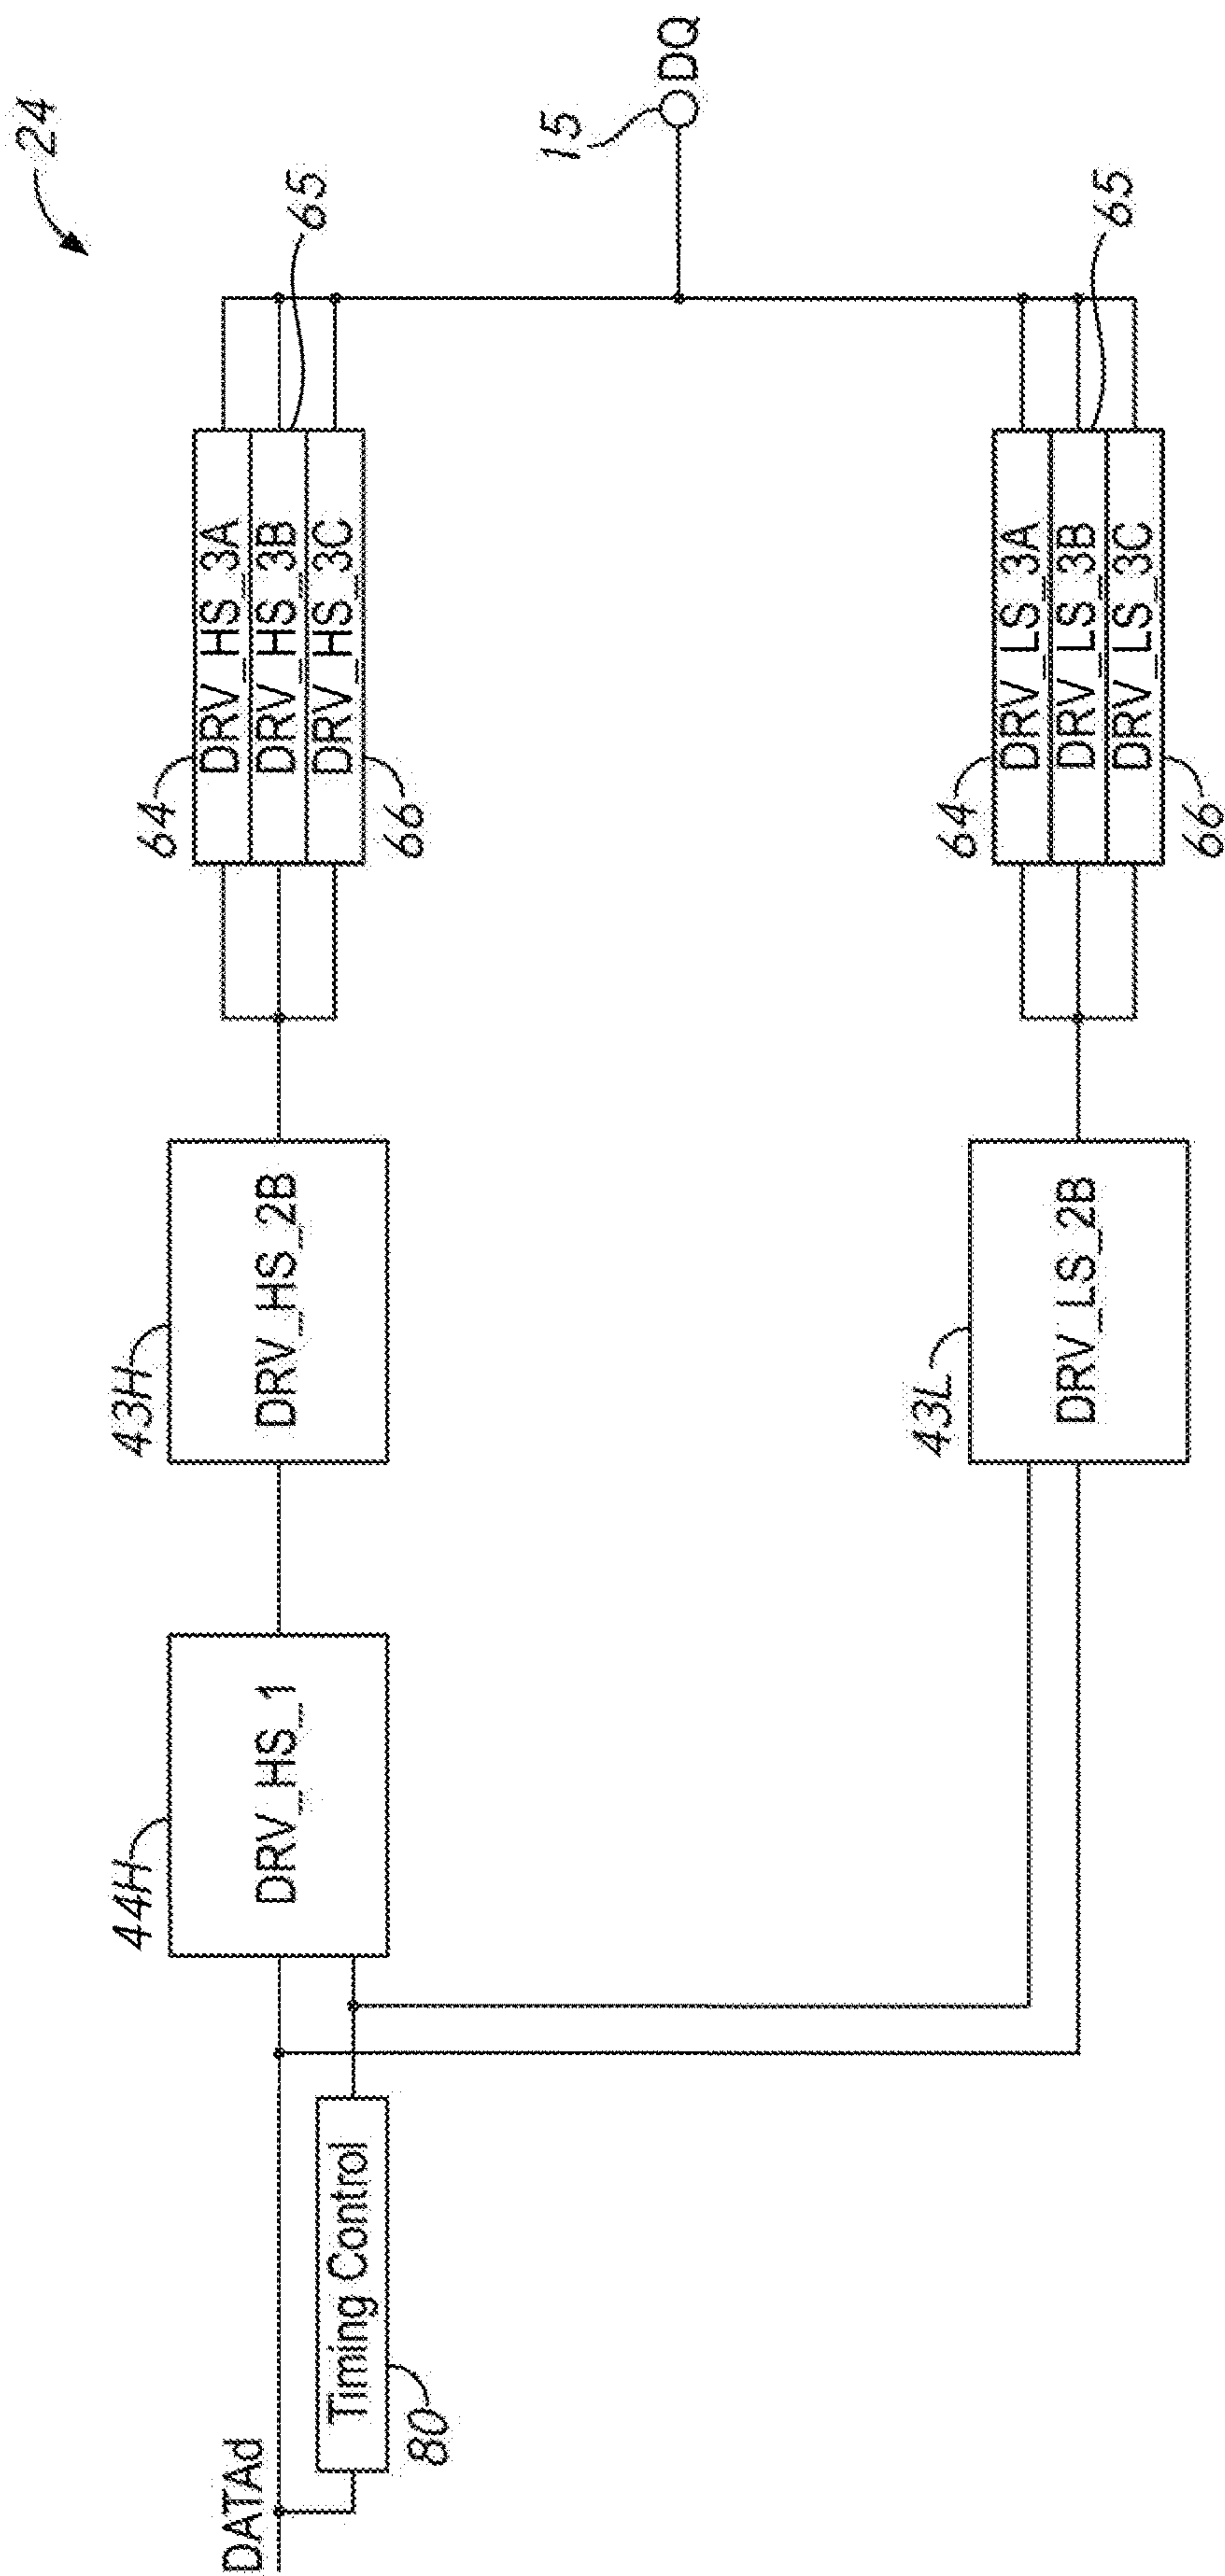 24
DATAd
Timing Control
80
44H
DRV_HS_1
43H
DRV_HS_2B
64
DRV_HS_3A
DRV_HS_3B
DRV_HS_3C
65
66
15
DQ
43L
DRV_LS_2B
64
DRV_LS_3A
DRV_LS_3B
DRV_LS_3C
65
66